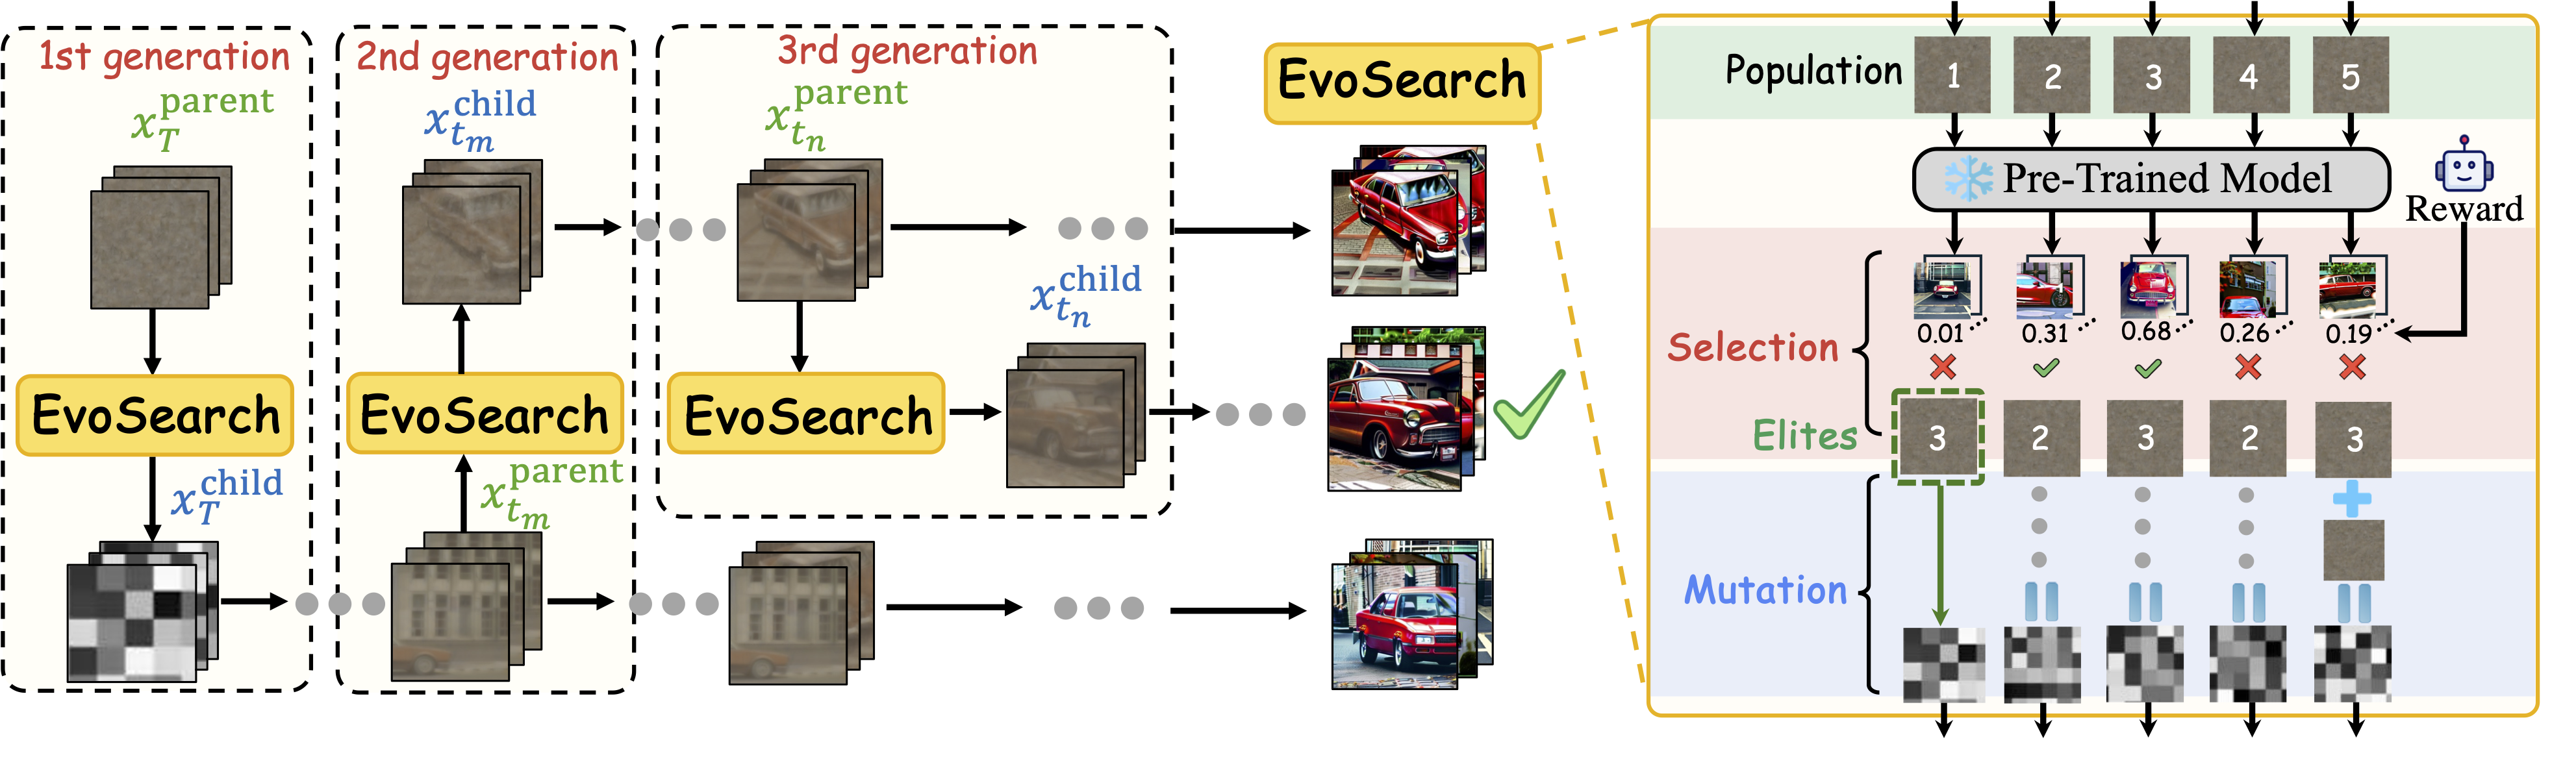 1st generation
x_T^parent
EvoSearch
x_T^child
2nd generation
x_{t_m}^child
EvoSearch
x_{t_m}^parent
3rd generation
x_{t_n}^parent
EvoSearch
x_{t_n}^child
EvoSearch
Population 1 2 3 4 5
Pre-Trained Model
Reward
Selection
0.01 0.31 0.68 0.26 0.19
Elites 3 2 3 2 3
Mutation